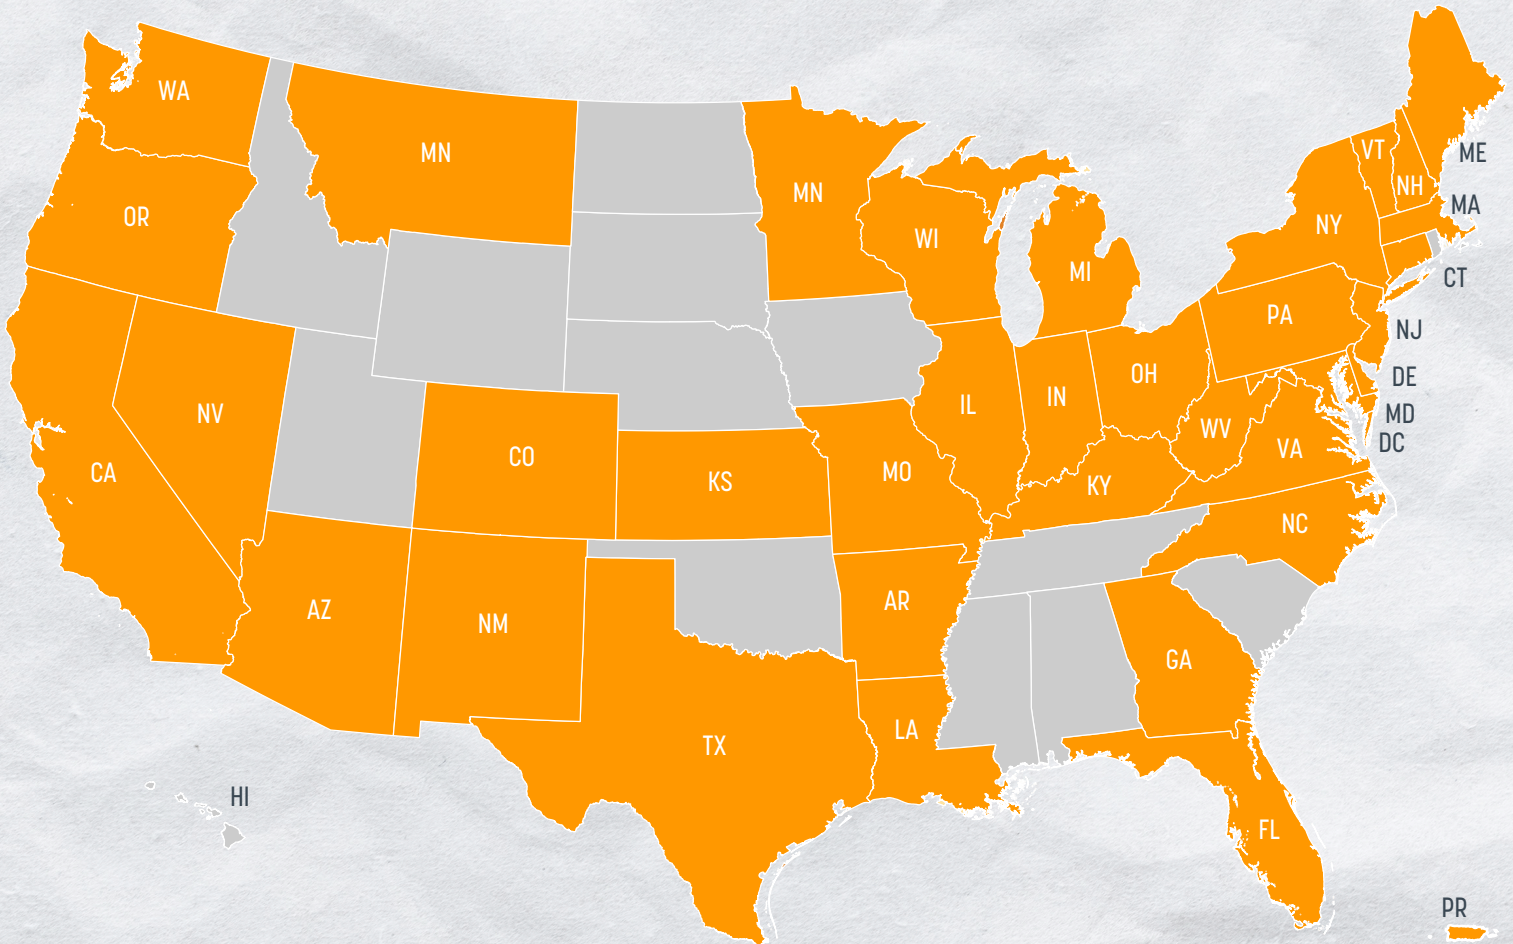 WA
MN
MN
OR
WI
MI
NY
VT
NH
ME
MA
CT
PA
NJ
DE
MD
DC
OH
IN
IL
WV
VA
NV
CA
CO
KS
MO
KY
NC
AZ
NM
AR
GA
TX
LA
HI
FL
PR